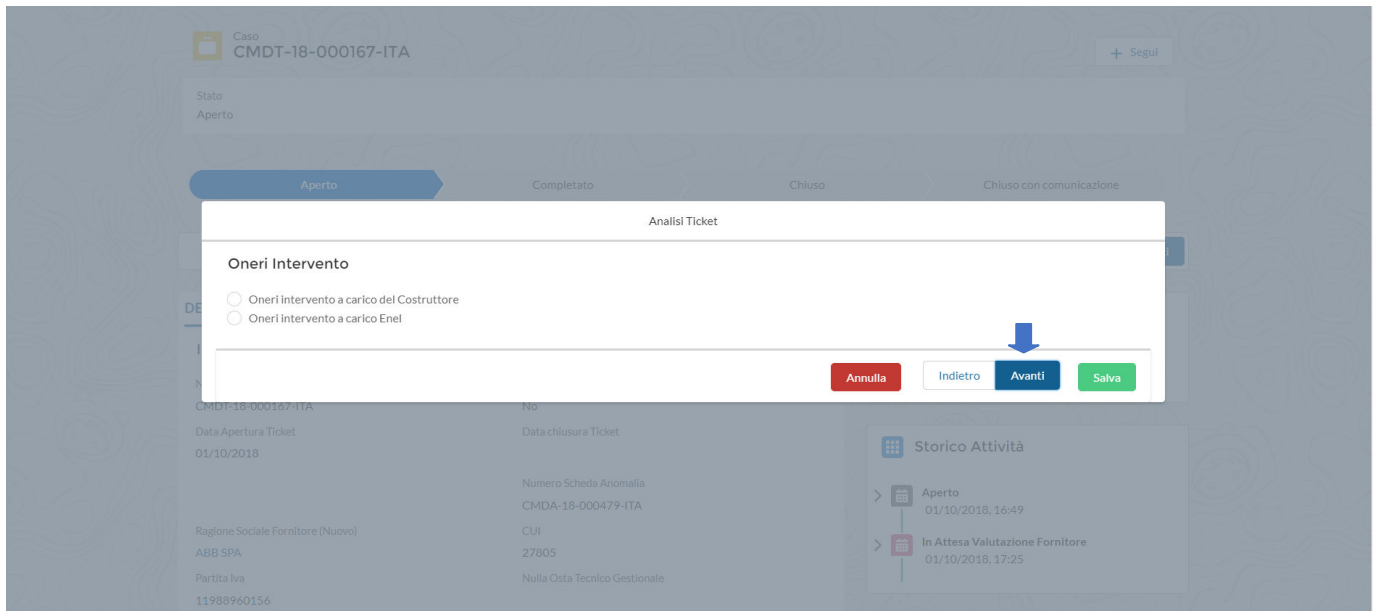 Caso
CMDT-18-000167-ITA
+ Segui
Stato
Aperto
Aperto
Completato
Chiuso
Chiuso con comunicazione
Analisi Ticket
Oneri Intervento
Oneri intervento a carico del Costruttore
Oneri intervento a carico Enel
Annulla
Indietro
Avanti
Salva
DE
CMDT-18-000167-ITA
No
Data Apertura Ticket
Data chiusura Ticket
01/10/2018
Numero Scheda Anomalia
CMDA-18-000479-ITA
Ragione Sociale Fornitore (Nuovo)
CUI
ABB SPA
27805
Partita Iva
Nulla Osta Tecnico Gestionale
11988960156
Storico Attività
Aperto
01/10/2018, 16:49
In Attesa Valutazione Fornitore
01/10/2018, 17:25